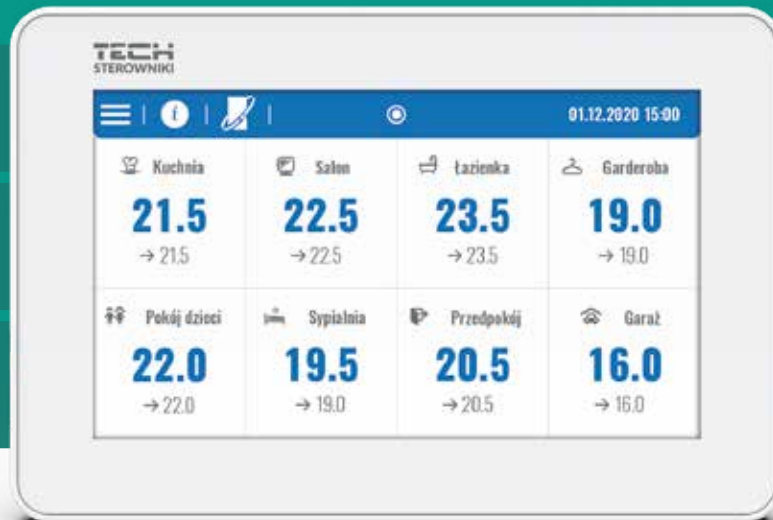 TECH
STEROWNIKI
i 01.12.2020 15:00
Kuchnia Salon Łazienka Garderoba
21.5 22.5 23.5 19.0
→ 21.5 → 22.5 → 23.5 → 19.0
Pokój dzieci Sypialnia Przedpokój Garaż
22.0 19.5 20.5 16.0
→ 22.0 → 19.0 → 20.5 → 16.0